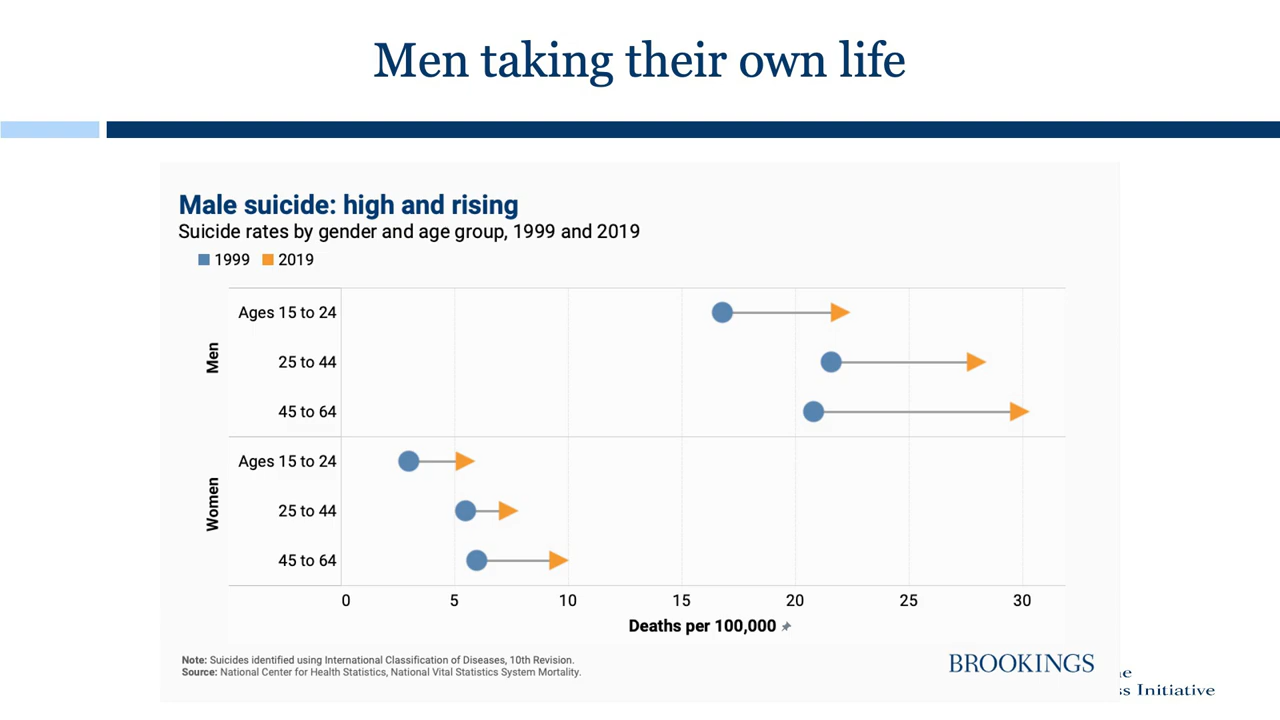 Men taking their own life
Male suicide: high and rising
Suicide rates by gender and age group, 1999 and 2019
1999 2019
Men
Ages 15 to 24
25 to 44
45 to 64
Women
Ages 15 to 24
25 to 44
45 to 64
0 5 10 15 20 25 30
Deaths per 100,000
Note: Suicides identified using International Classification of Diseases, 10th Revision.
Source: National Center for Health Statistics, National Vital Statistics System Mortality.
BROOKINGS
Initiative